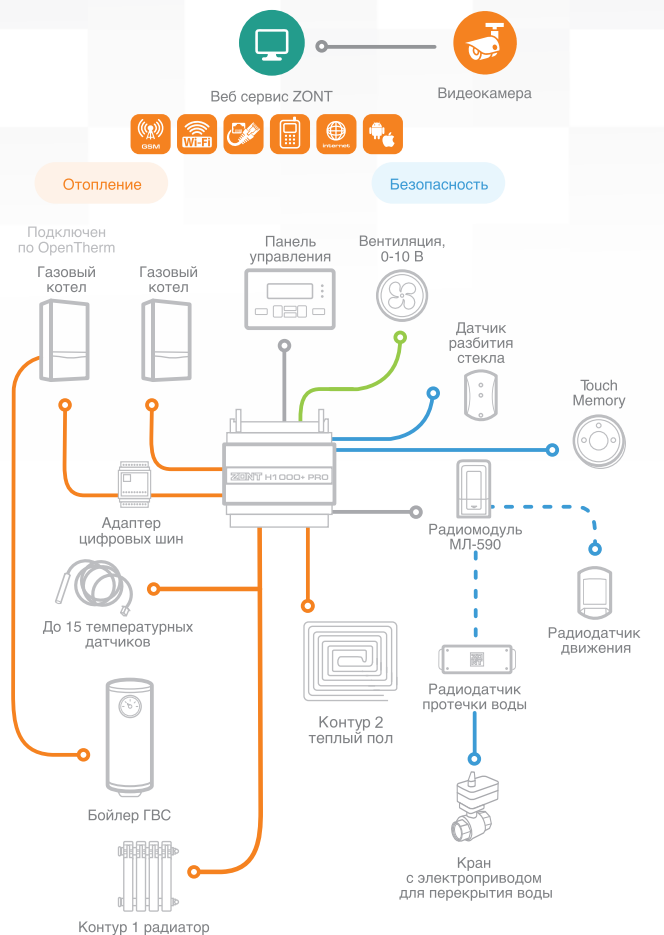 Веб сервис ZONT
Видеокамера
GSM
Wi-Fi
internet
Отопление
Безопасность
Подключен
по OpenTherm
Газовый
котел
Газовый
котел
Панель
управления
Вентиляция,
0-10 В
Датчик
разбития
стекла
Touch
Memory
ZONT H1000+ PRO
Адаптер
цифровых шин
Радиомодуль
МЛ-590
До 15 температурных
датчиков
Радиодатчик
движения
Контур 2
теплый пол
Радиодатчик
протечки воды
Бойлер ГВС
Кран
с электроприводом
для перекрытия воды
Контур 1 радиатор